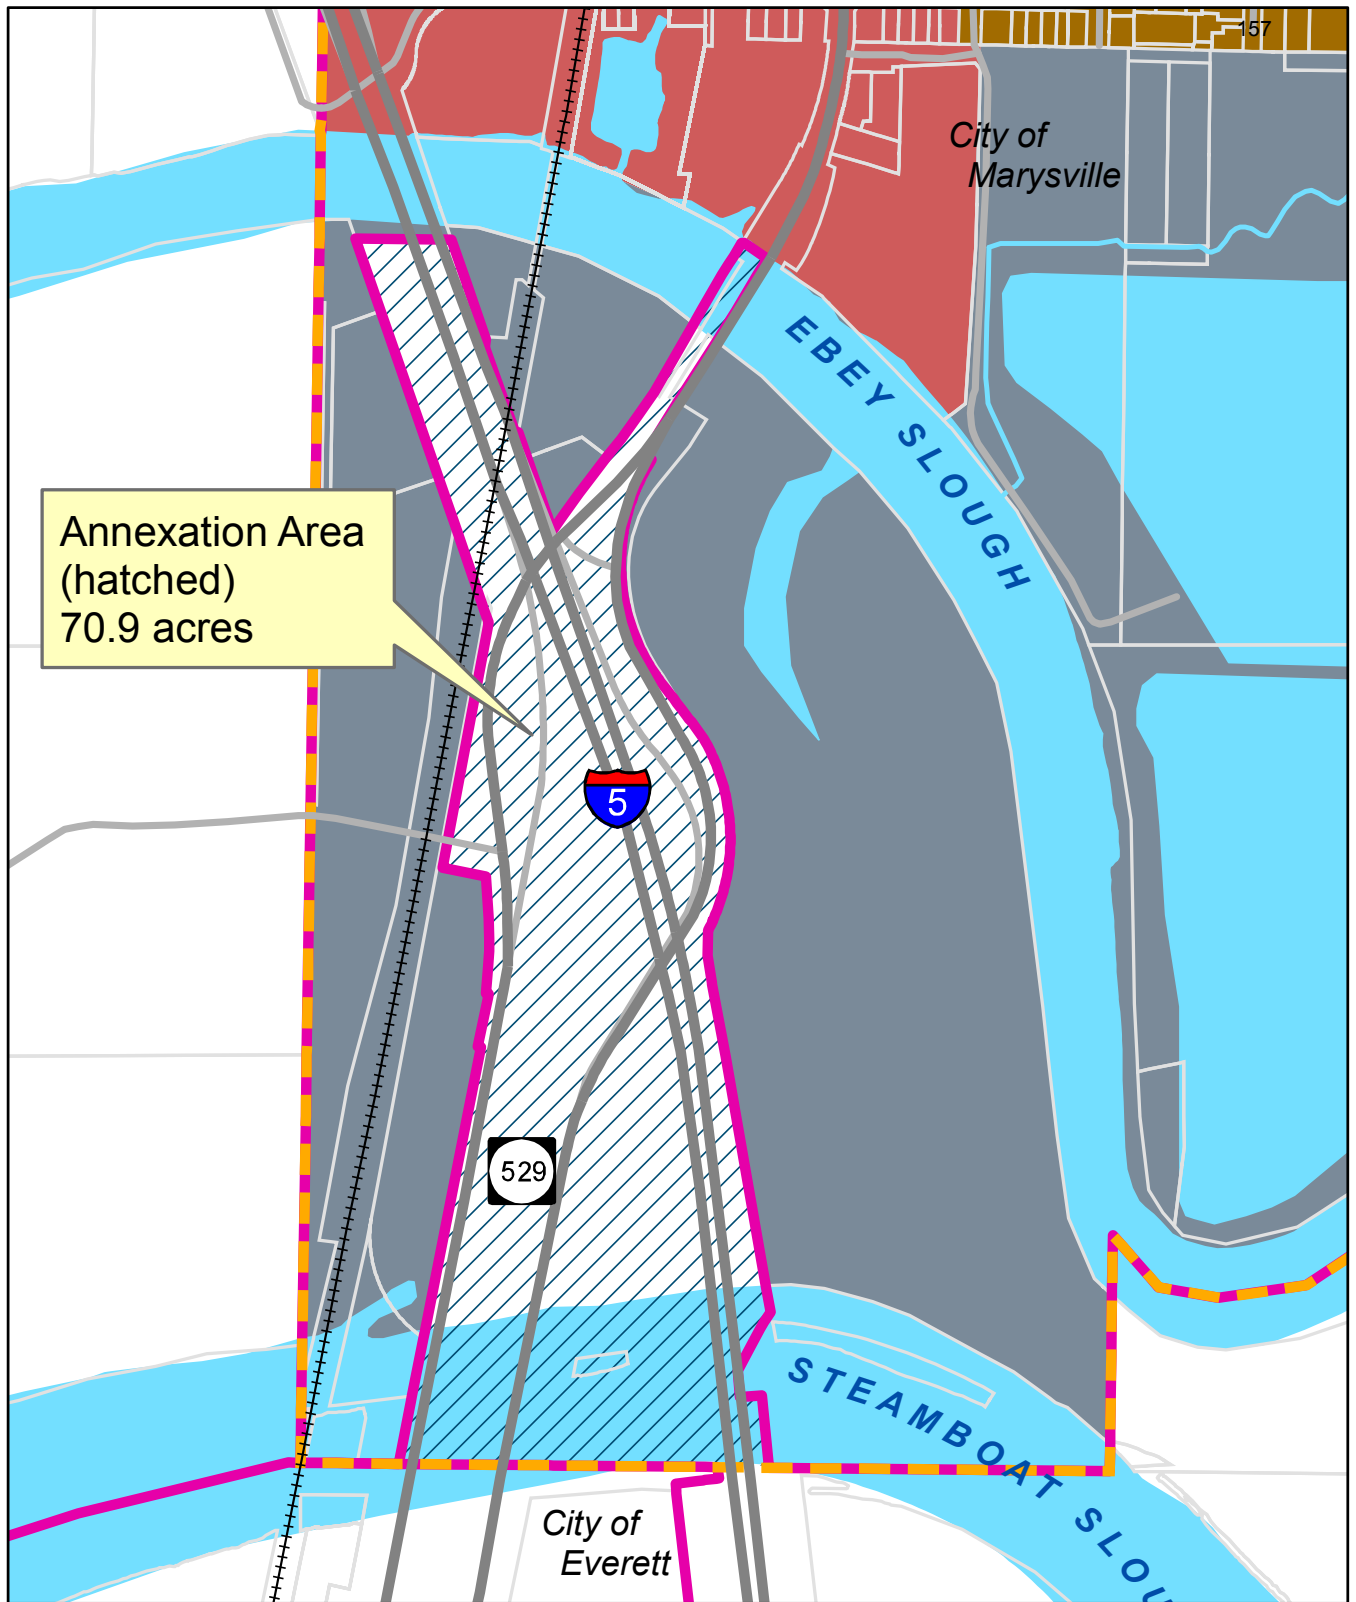 157
City of
Marysville
EBEY SLOUGH
Annexation Area
(hatched)
70.9 acres
5
529
STEAMBOAT SLOU
City of
Everett